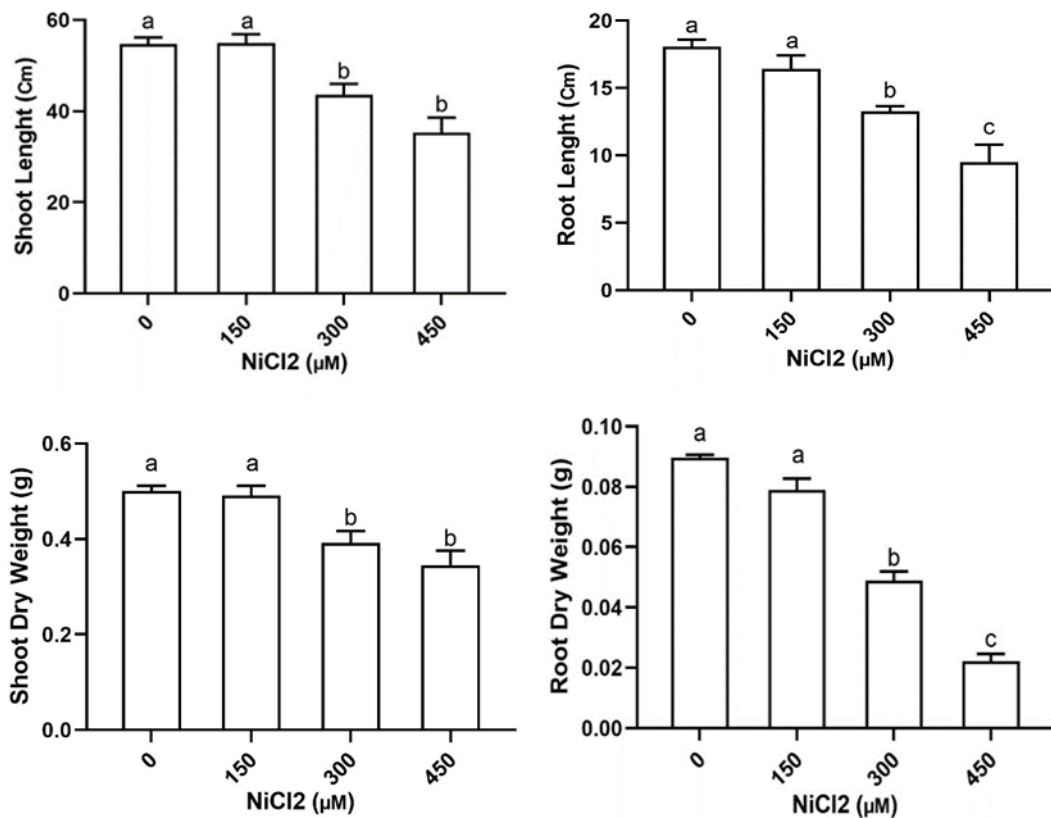 Shoot Lenght (Cm)
60
40
20
0
a
a
b
b
0
150
300
450
NiCl2 (µM)
Root Lenght (Cm)
20
15
10
5
0
a
a
b
c
0
150
300
450
NiCl2 (µM)
Shoot Dry Weight (g)
0.6
0.4
0.2
0.0
a
a
b
b
0
150
300
450
NiCl2 (µM)
Root Dry Weight (g)
0.10
0.08
0.06
0.04
0.02
0.00
a
a
b
c
0
150
300
450
NiCl2 (µM)